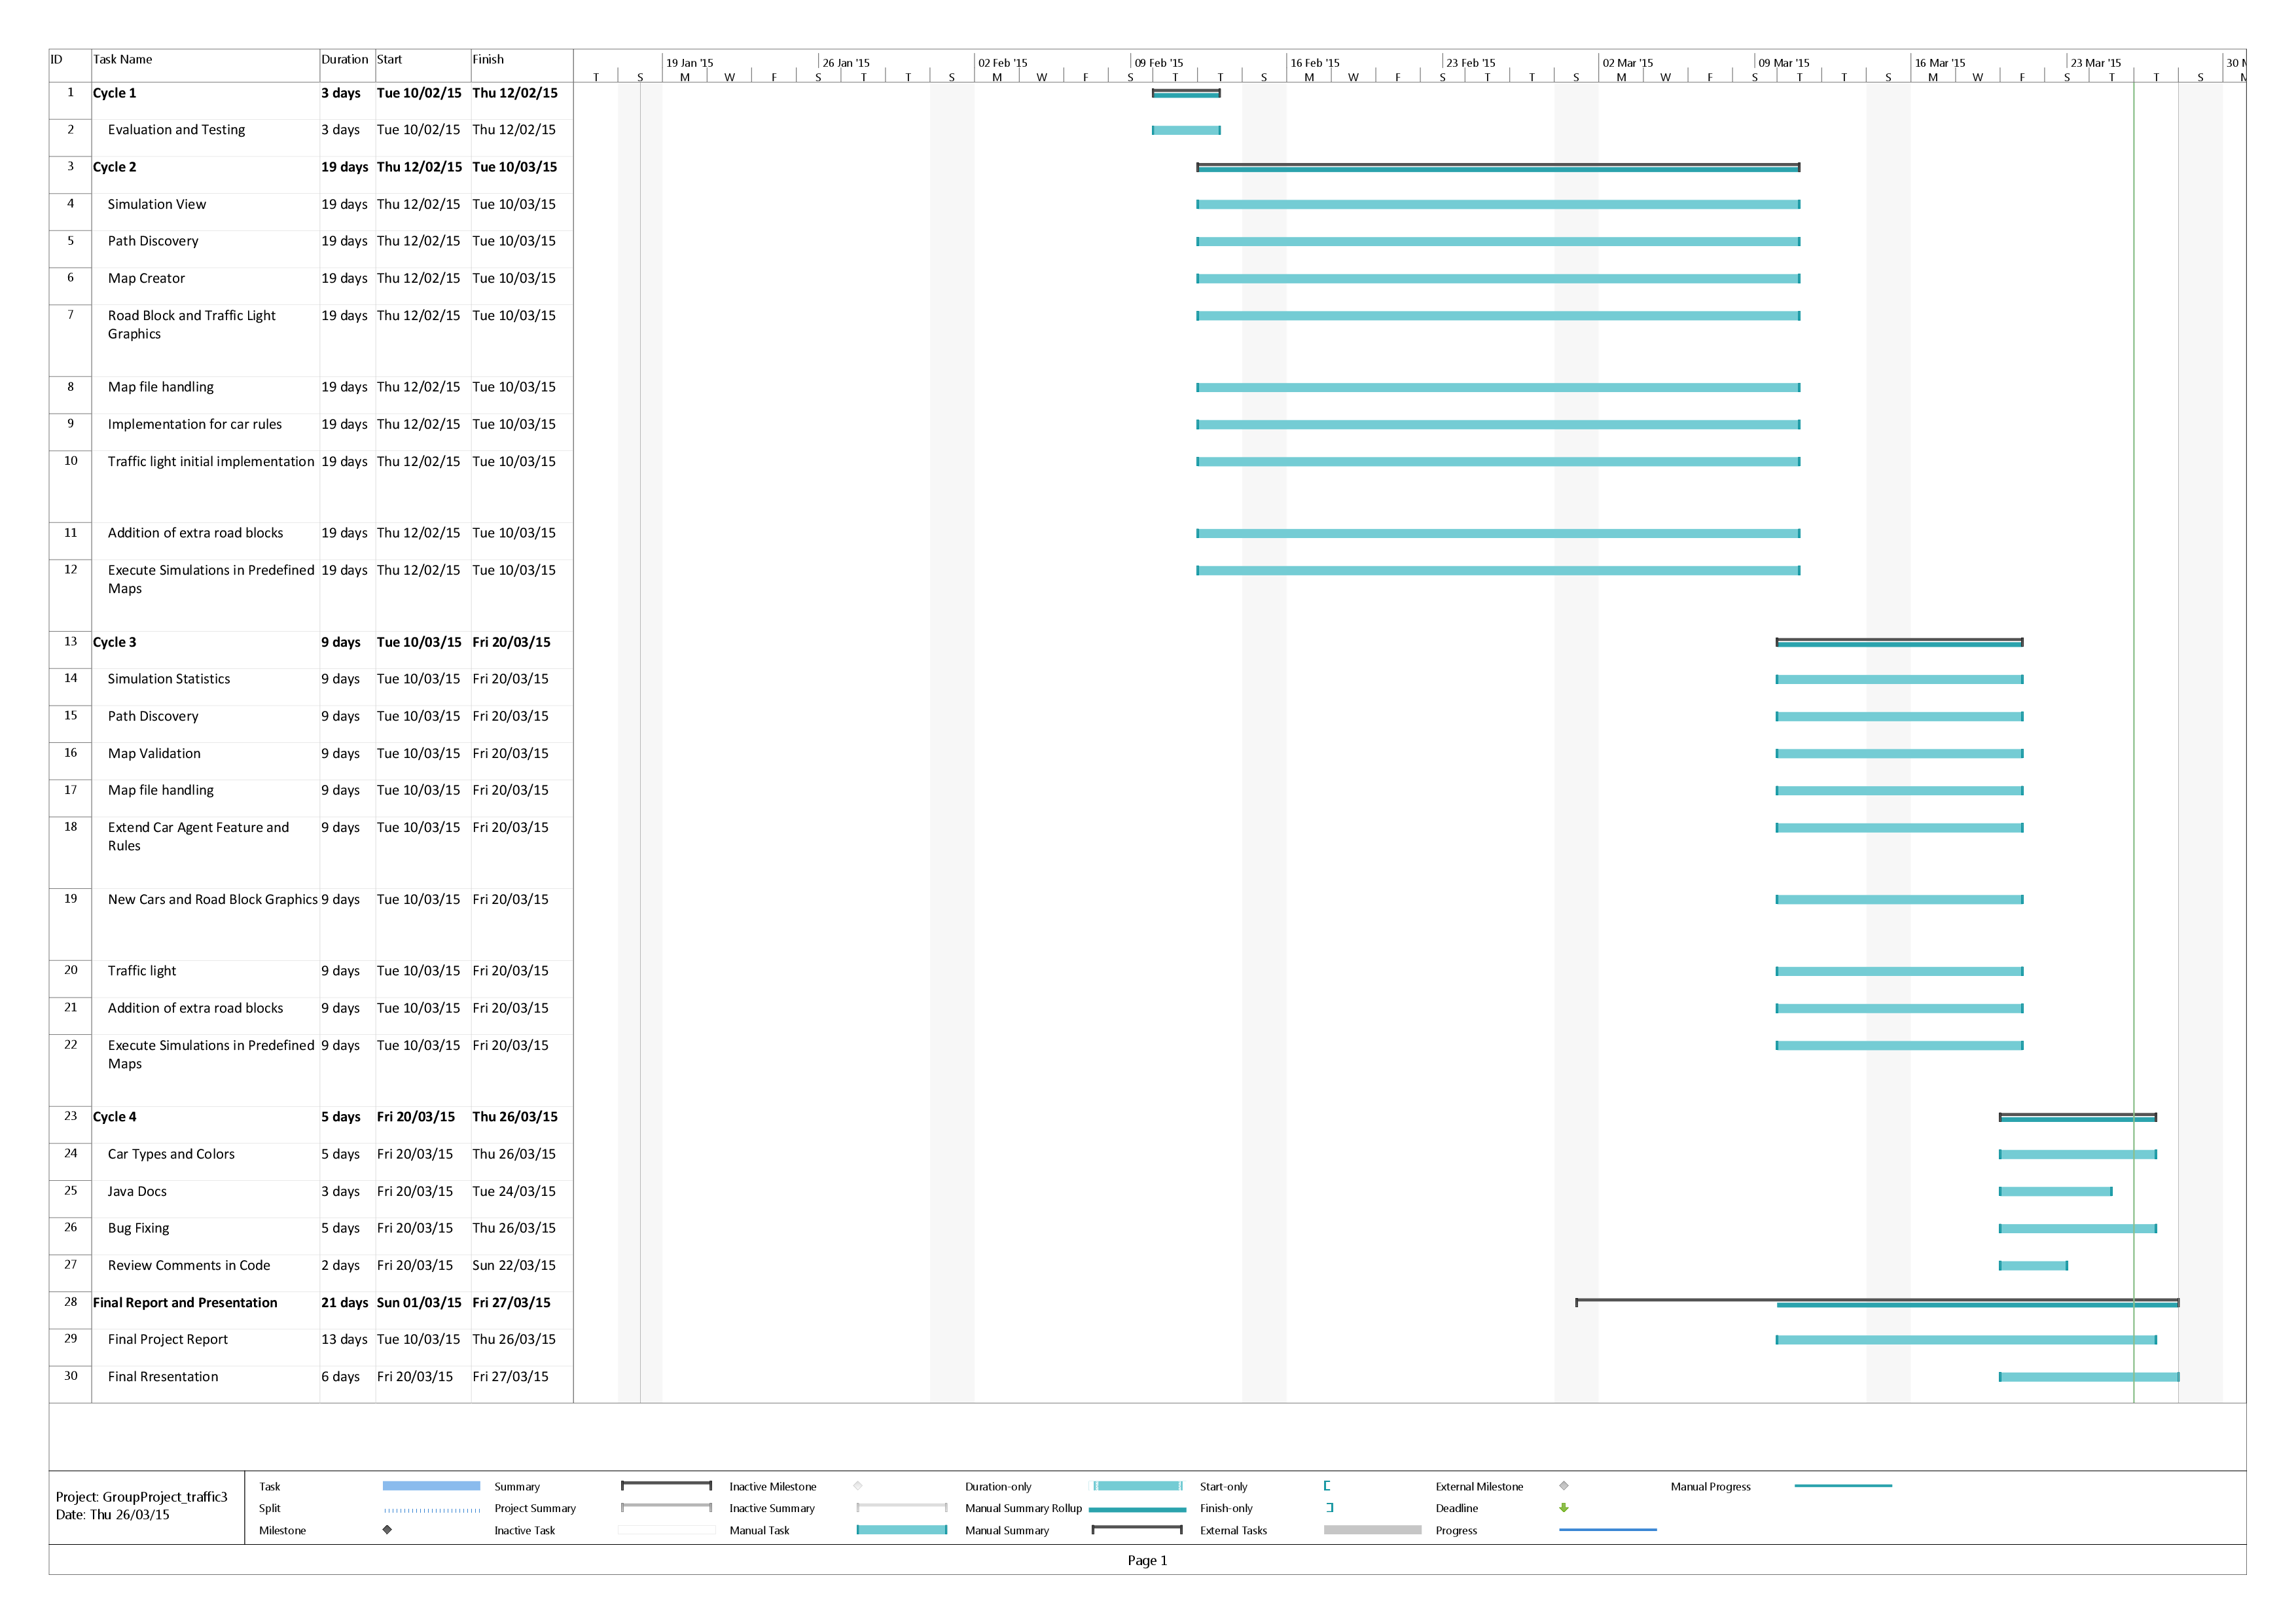 ID Task Name Duration Start Finish
19 Jan '15 26 Jan '15 02 Feb '15 09 Feb '15 16 Feb '15 23 Feb '15 02 Mar '15 09 Mar '15 16 Mar '15 23 Mar '15
T S M W F S T T S M W F S T T S M W F S T T S M W F S T T S M W F S T T S
1 Cycle 1 3 days Tue 10/02/15 Thu 12/02/15
2 Evaluation and Testing 3 days Tue 10/02/15 Thu 12/02/15
3 Cycle 2 19 days Thu 12/02/15 Tue 10/03/15
4 Simulation View 19 days Thu 12/02/15 Tue 10/03/15
5 Path Discovery 19 days Thu 12/02/15 Tue 10/03/15
6 Map Creator 19 days Thu 12/02/15 Tue 10/03/15
7 Road Block and Traffic Light 19 days Thu 12/02/15 Tue 10/03/15
Graphics
8 Map file handling 19 days Thu 12/02/15 Tue 10/03/15
9 Implementation for car rules 19 days Thu 12/02/15 Tue 10/03/15
10 Traffic light initial implementation 19 days Thu 12/02/15 Tue 10/03/15
11 Addition of extra road blocks 19 days Thu 12/02/15 Tue 10/03/15
12 Execute Simulations in Predefined 19 days Thu 12/02/15 Tue 10/03/15
Maps
13 Cycle 3 9 days Tue 10/03/15 Fri 20/03/15
14 Simulation Statistics 9 days Tue 10/03/15 Fri 20/03/15
15 Path Discovery 9 days Tue 10/03/15 Fri 20/03/15
16 Map Validation 9 days Tue 10/03/15 Fri 20/03/15
17 Map file handling 9 days Tue 10/03/15 Fri 20/03/15
18 Extend Car Agent Feature and 9 days Tue 10/03/15 Fri 20/03/15
Rules
19 New Cars and Road Block Graphics 9 days Tue 10/03/15 Fri 20/03/15
20 Traffic light 9 days Tue 10/03/15 Fri 20/03/15
21 Addition of extra road blocks 9 days Tue 10/03/15 Fri 20/03/15
22 Execute Simulations in Predefined 9 days Tue 10/03/15 Fri 20/03/15
Maps
23 Cycle 4 5 days Fri 20/03/15 Thu 26/03/15
24 Car Types and Colors 5 days Fri 20/03/15 Thu 26/03/15
25 Java Docs 3 days Fri 20/03/15 Tue 24/03/15
26 Bug Fixing 5 days Fri 20/03/15 Thu 26/03/15
27 Review Comments in Code 2 days Fri 20/03/15 Sun 22/03/15
28 Final Report and Presentation 21 days Sun 01/03/15 Fri 27/03/15
29 Final Project Report 13 days Tue 10/03/15 Thu 26/03/15
30 Final Rresentation 6 days Fri 20/03/15 Fri 27/03/15
Project: GroupProject_traffic3
Date: Thu 26/03/15
Task Summary Inactive Milestone Duration-only Start-only External Milestone Manual Progress
Split Project Summary Inactive Summary Manual Summary Rollup Finish-only Deadline
Milestone Inactive Task Manual Task Manual Summary External Tasks Progress
Page 1